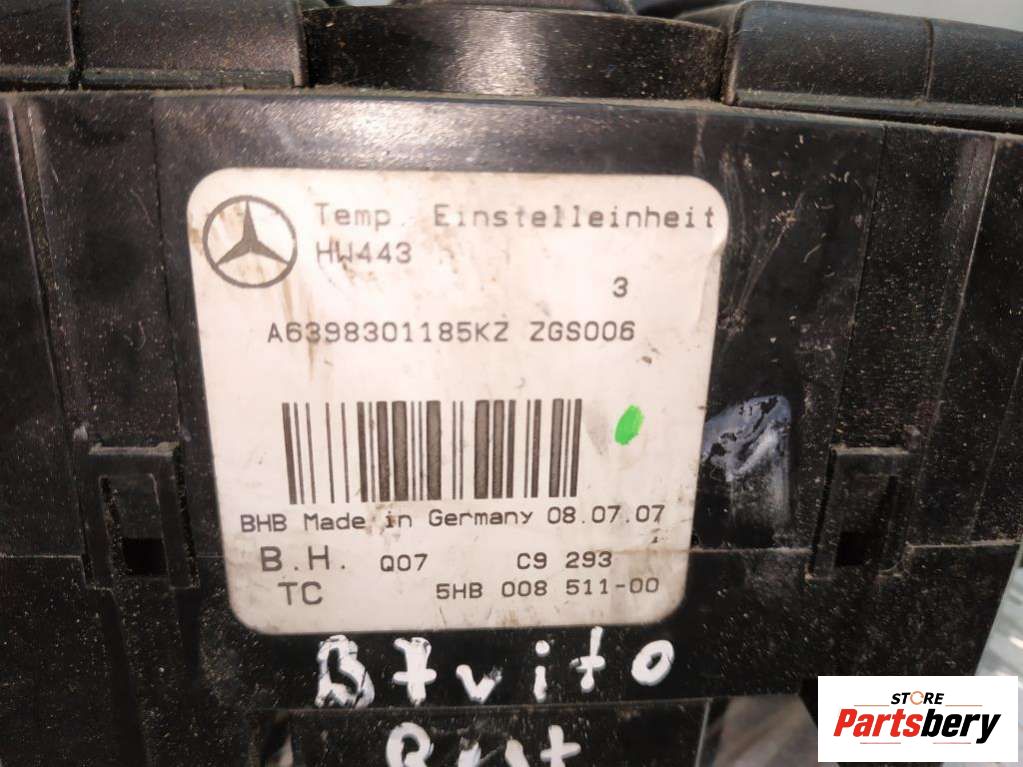 Temp. Einstelleinheit
HW443
3
A6398301185KZ ZGS006
BHB Made in Germany 08.07.07
B.H. Q07 C9 293
TC 5HB 008 511-00
B7vito
STORE
Partsbery